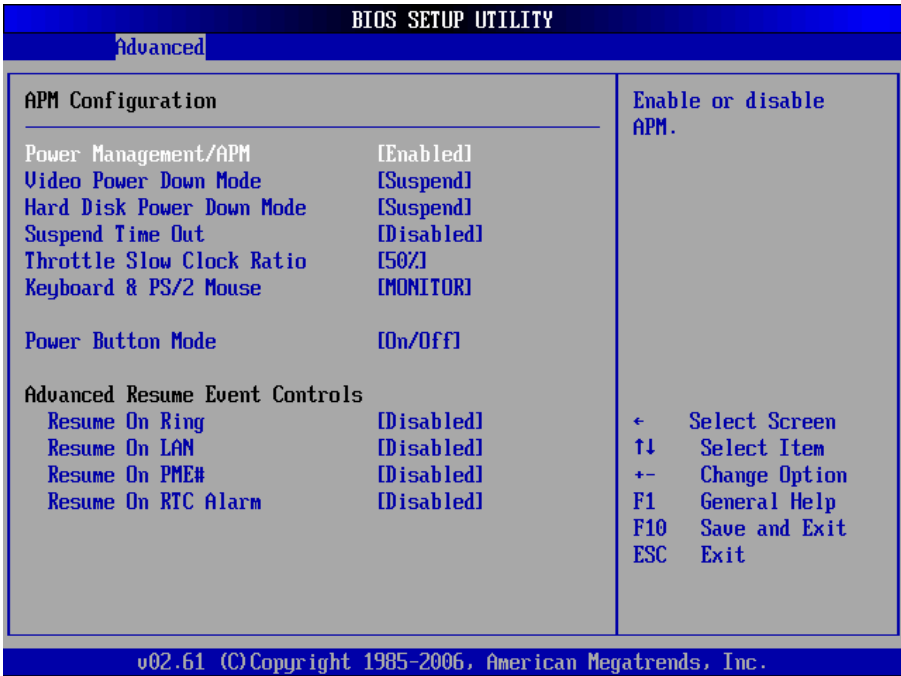 BIOS SETUP UTILITY
Advanced
APM Configuration
Power Management/APM [Enabled]
Video Power Down Mode [Suspend]
Hard Disk Power Down Mode [Suspend]
Suspend Time Out [Disabled]
Throttle Slow Clock Ratio [50%]
Keyboard & PS/2 Mouse [MONITOR]
Power Button Mode [On/Off]
Advanced Resume Event Controls
Resume On Ring [Disabled]
Resume On LAN [Disabled]
Resume On PME# [Disabled]
Resume On RTC Alarm [Disabled]
Enable or disable
APM.
← Select Screen
↑↓ Select Item
+- Change Option
F1 General Help
F10 Save and Exit
ESC Exit
v02.61 (C)Copyright 1985-2006, American Megatrends, Inc.